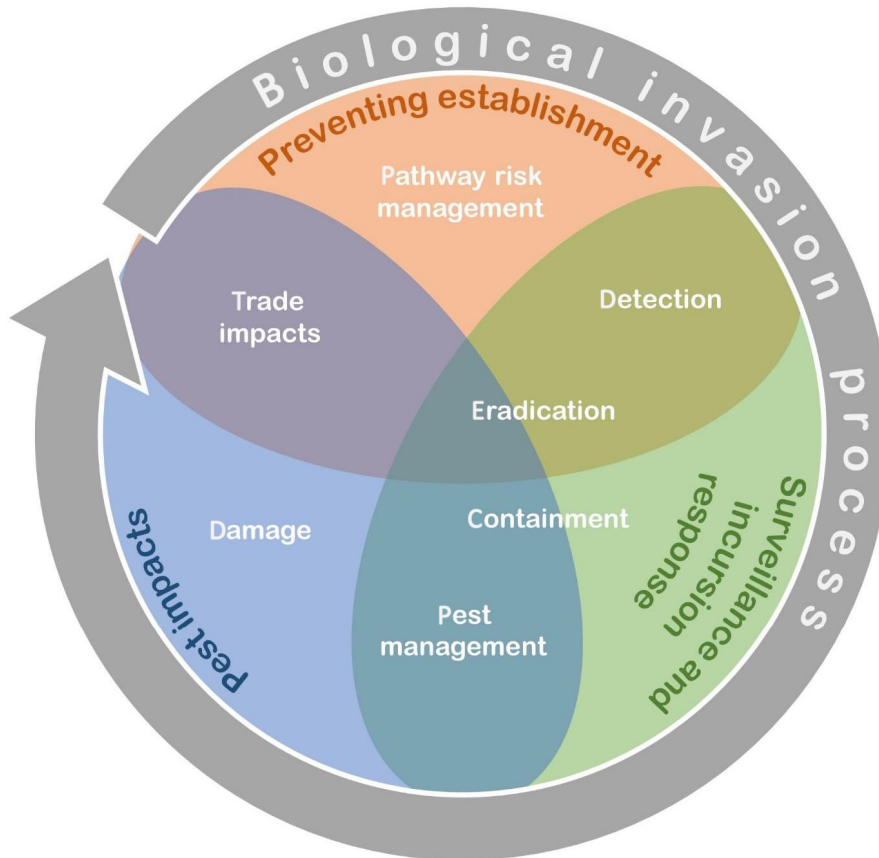 Biological invasion process
Preventing establishment
Pathway risk
management
Trade
impacts
Detection
Eradication
Containment
Damage
Pest
management
Pest impacts
Surveillance and
incursion
response